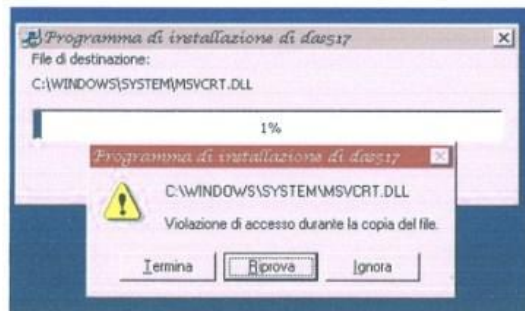 Programma di installazione di das517
File di destinazione:
C:\WINDOWS\SYSTEM\MSVCRT.DLL
1%
Programma di installazione di das517
C:\WINDOWS\SYSTEM\MSVCRT.DLL
Violazione di accesso durante la copia del file.
Termina Riprova Ignora